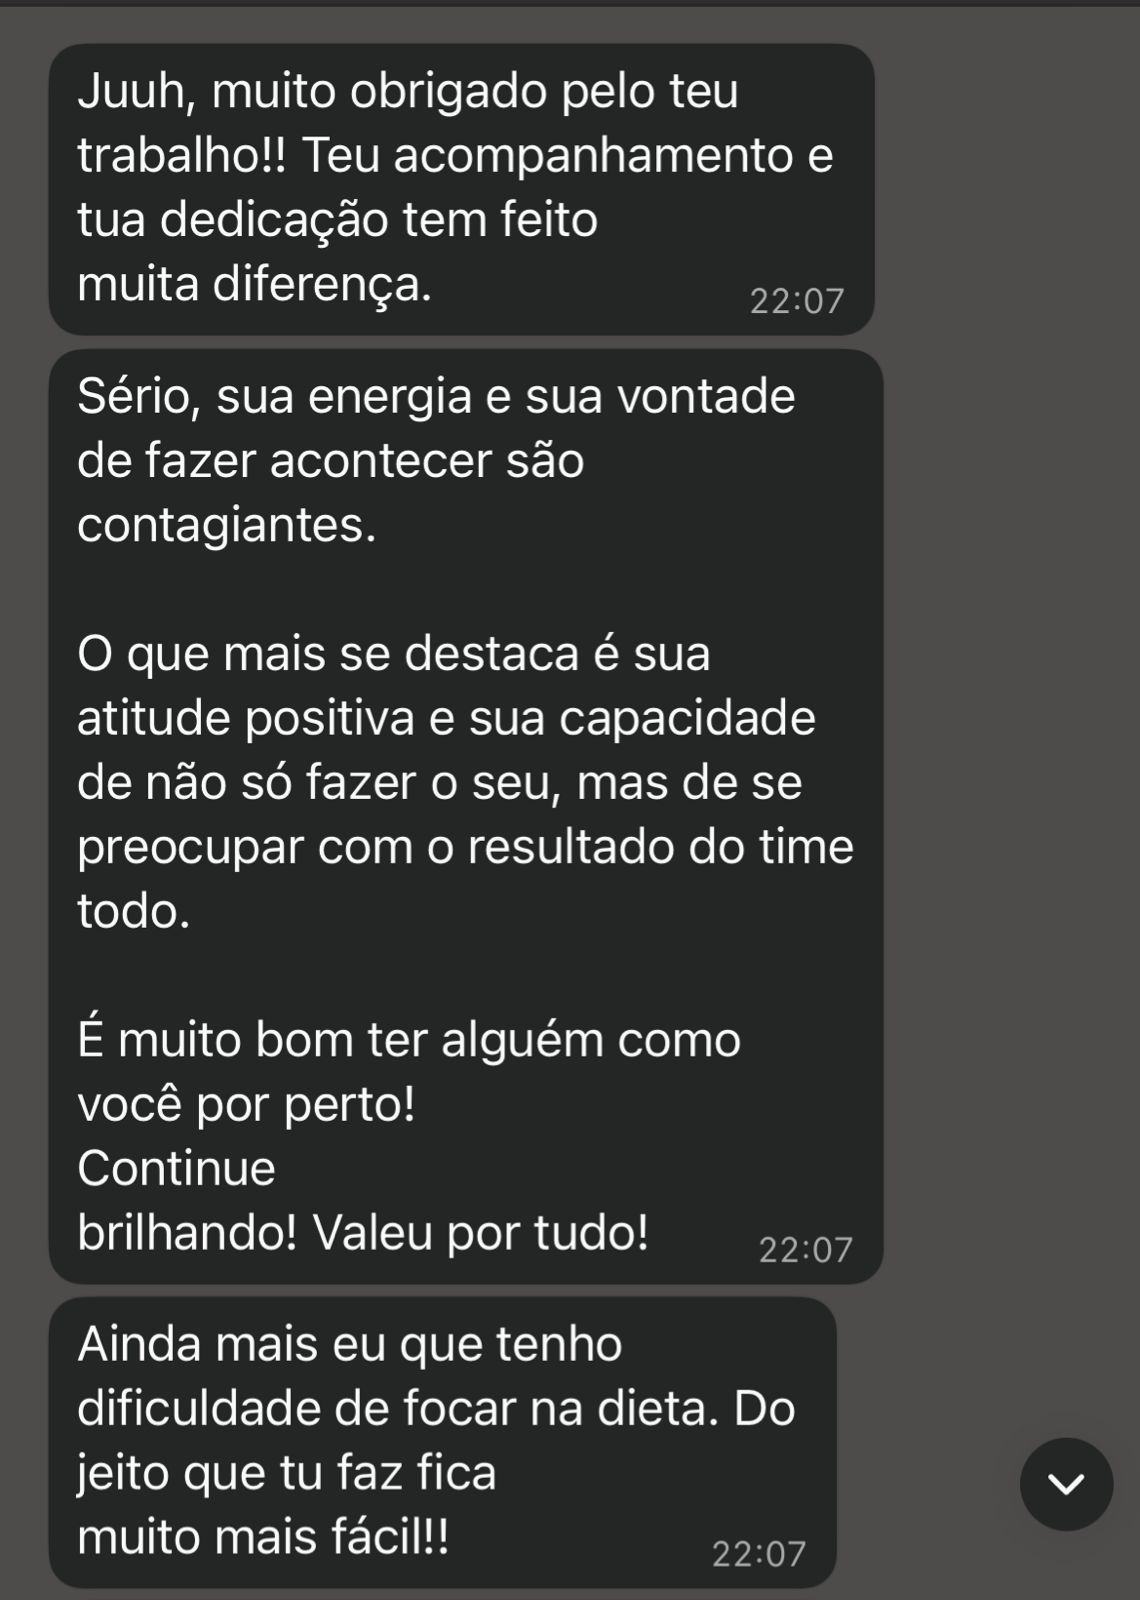 Juuh, muito obrigado pelo teu
trabalho!! Teu acompanhamento e
tua dedicação tem feito
muita diferença.
22:07
Sério, sua energia e sua vontade
de fazer acontecer são
contagiantes.
O que mais se destaca é sua
atitude positiva e sua capacidade
de não só fazer o seu, mas de se
preocupar com o resultado do time
todo.
É muito bom ter alguém como
você por perto!
Continue
brilhando! Valeu por tudo!
22:07
Ainda mais eu que tenho
dificuldade de focar na dieta. Do
jeito que tu faz fica
muito mais fácil!!
22:07